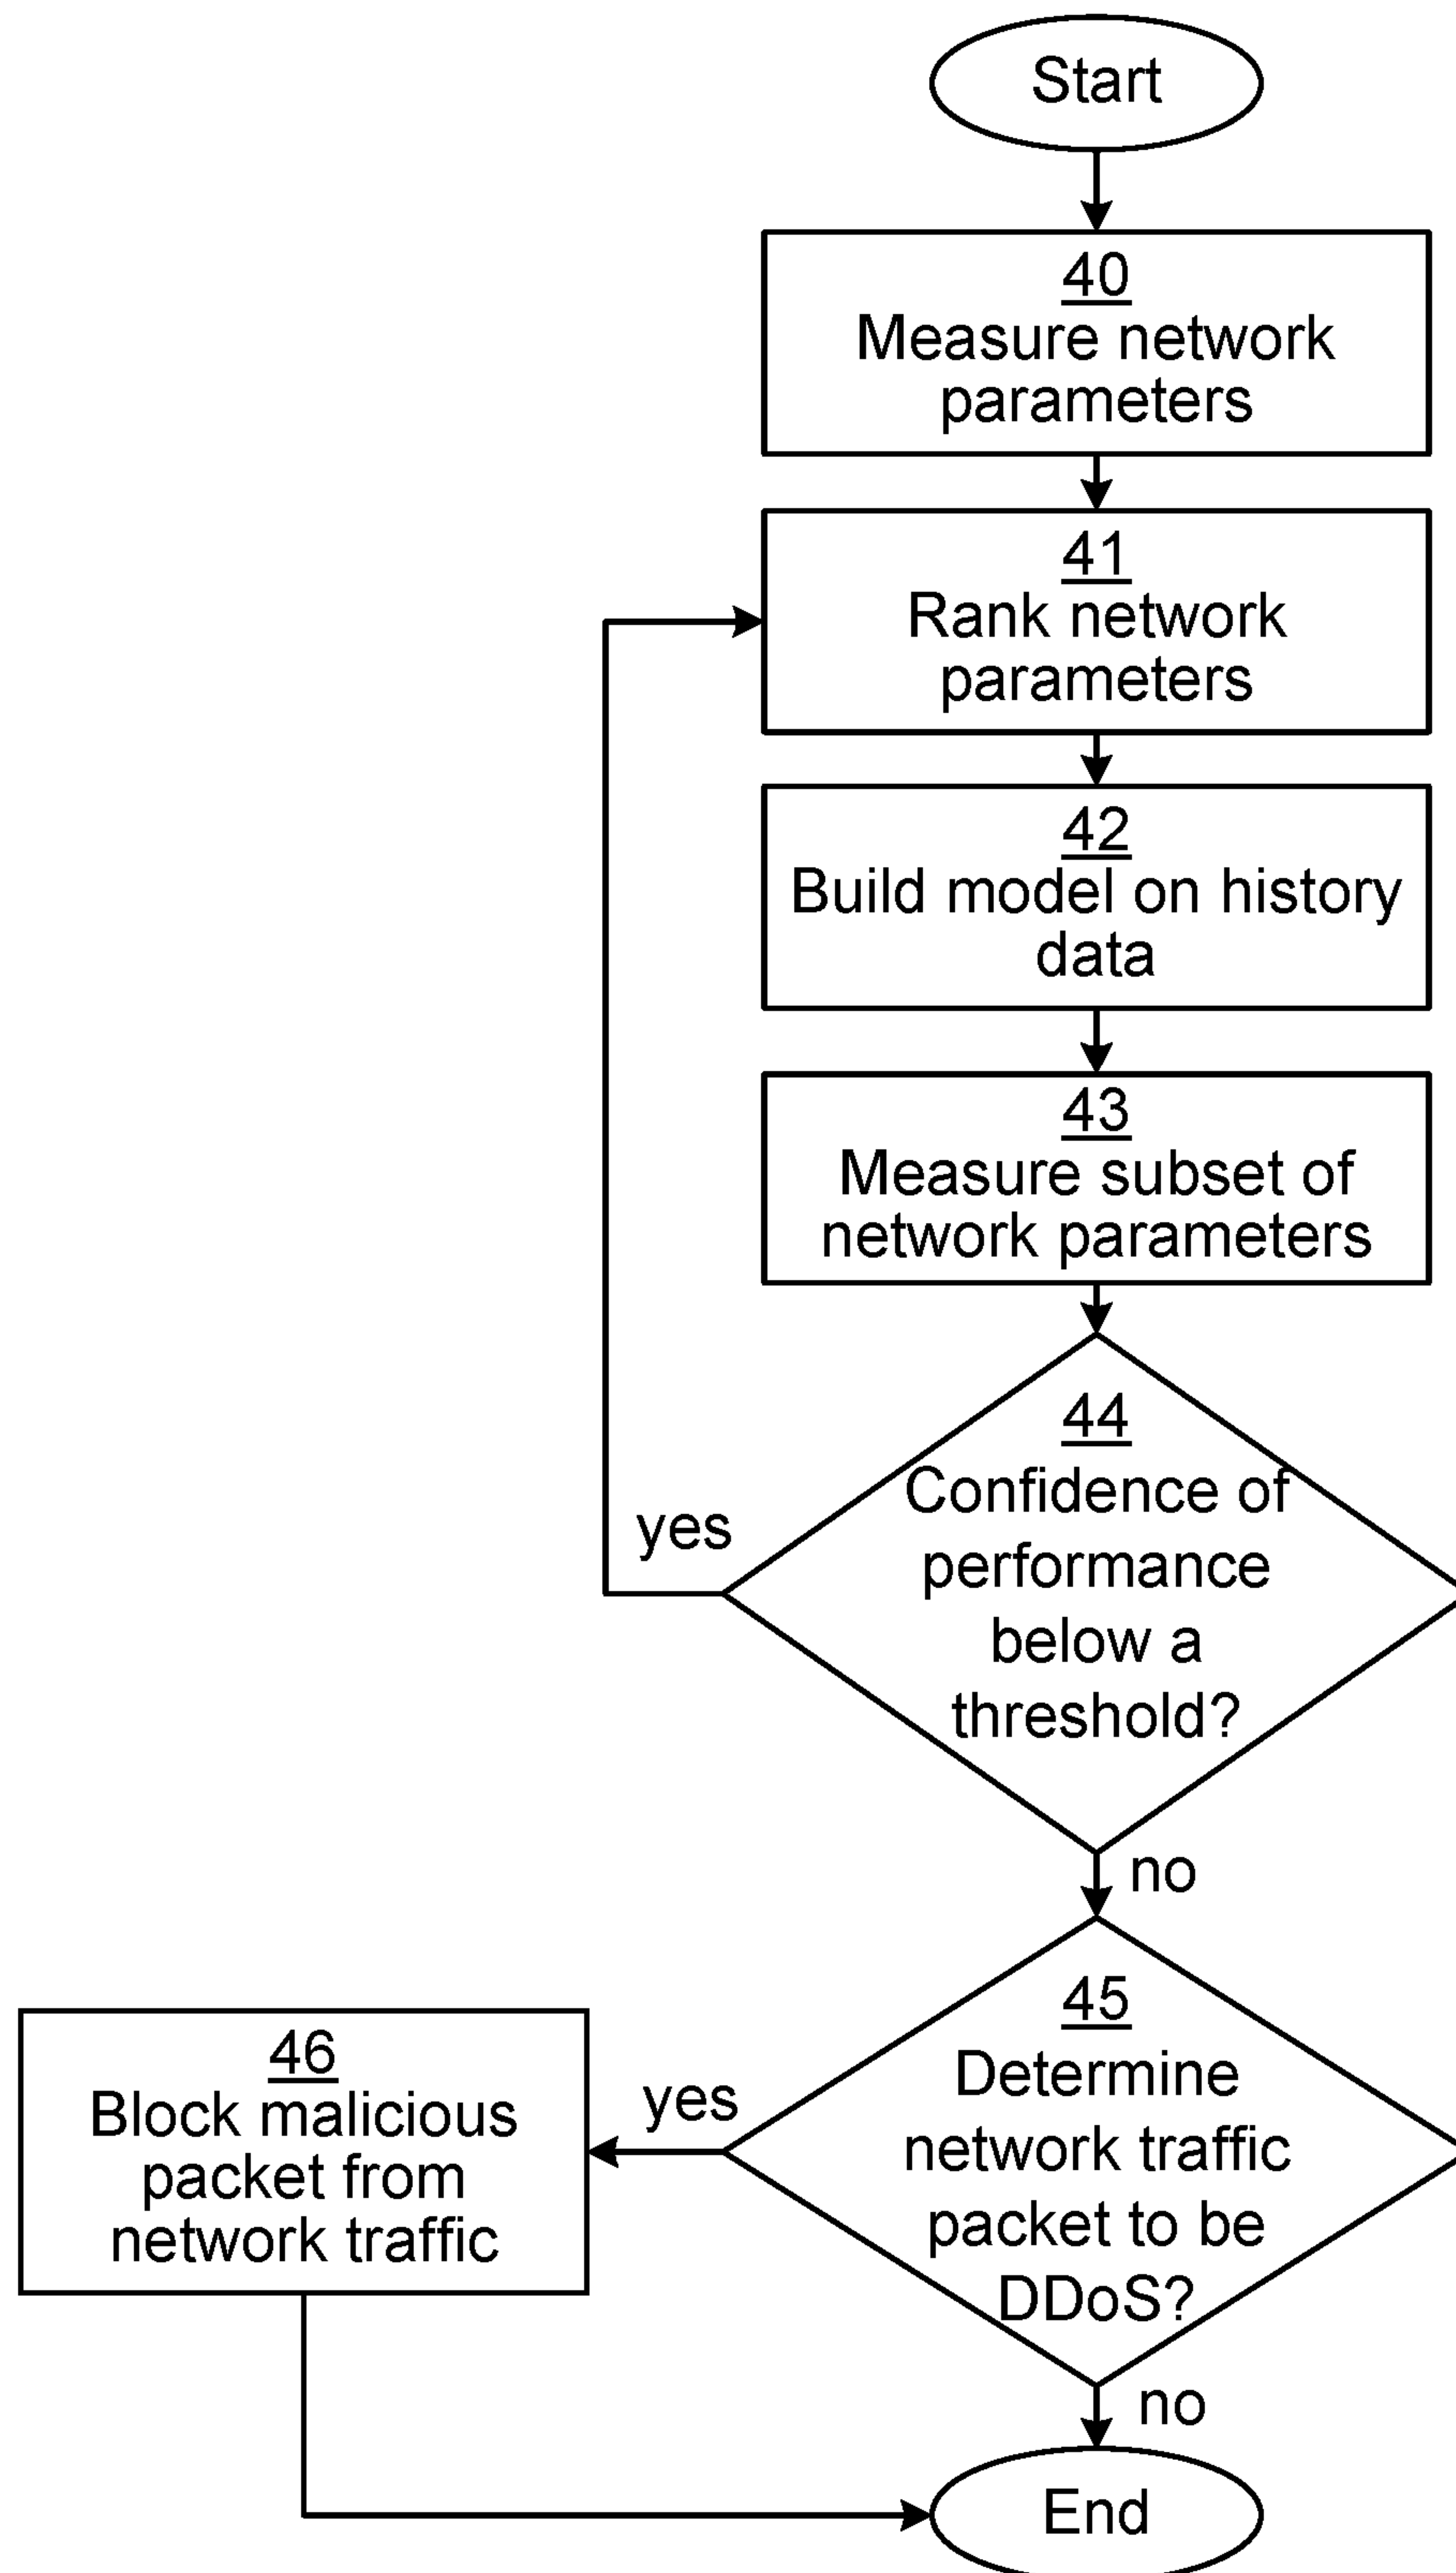 Start
40
Measure network
parameters
41
Rank network
parameters
42
Build model on history
data
43
Measure subset of
network parameters
44
Confidence of
performance
below a
threshold?
yes
no
45
Determine
network traffic
packet to be
DDoS?
yes
no
46
Block malicious
packet from
network traffic
End